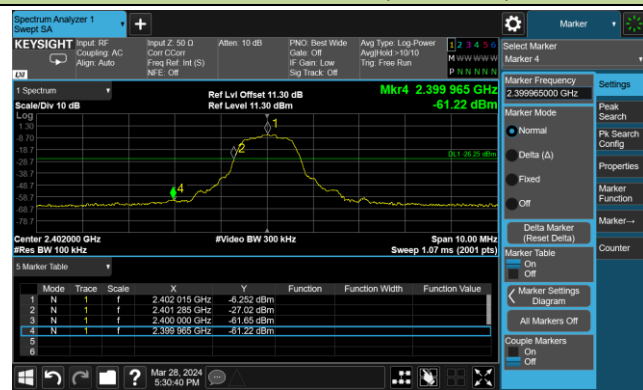 Spectrum Analyzer 1
Swept SA
Marker
KEYSIGHT
Input: RF
Coupling: AC
Align: Auto
Input Z: 50 Ω
Corr CCorr
Freq Ref: Int (S)
NFE: Off
Atten: 10 dB
PNO: Best Wide
Gate: Off
IF Gain: Low
Sig Track: Off
Avg Type: Log-Power
Avg|Hold:>10/10
Trig: Free Run
1 2 3 4 5 6
M W W W W W
P N N N N N
LXI
Select Marker
Marker 4
1 Spectrum
Scale/Div 10 dB
Ref Lvl Offset 11.30 dB
Ref Level 11.30 dBm
Mkr4 2.399 965 GHz
-61.22 dBm
Log
1.30
-8.70
-18.7
-28.7
-38.7
-48.7
-58.7
-68.7
-78.7
1
2
4
DL1 -26.25 dBm
Center 2.402000 GHz
#Res BW 100 kHz
#Video BW 300 kHz
Span 10.00 MHz
Sweep 1.07 ms (2001 pts)
5 Marker Table
Mode Trace Scale X Y Function Function Width Function Value
1 N 1 f 2.402 015 GHz -6.252 dBm
2 N 1 f 2.401 285 GHz -27.02 dBm
3 N 1 f 2.400 000 GHz -61.65 dBm
4 N 1 f 2.399 965 GHz -61.22 dBm
5
6
Marker Frequency
2.399965000 GHz
Marker Mode
Normal
Delta (Δ)
Fixed
Off
Delta Marker
(Reset Delta)
Marker Table
On
Off
Marker Settings
Diagram
All Markers Off
Couple Markers
On
Off
Settings
Peak
Search
Pk Search
Config
Properties
Marker
Function
Marker→
Counter
Mar 28, 2024
5:30:40 PM